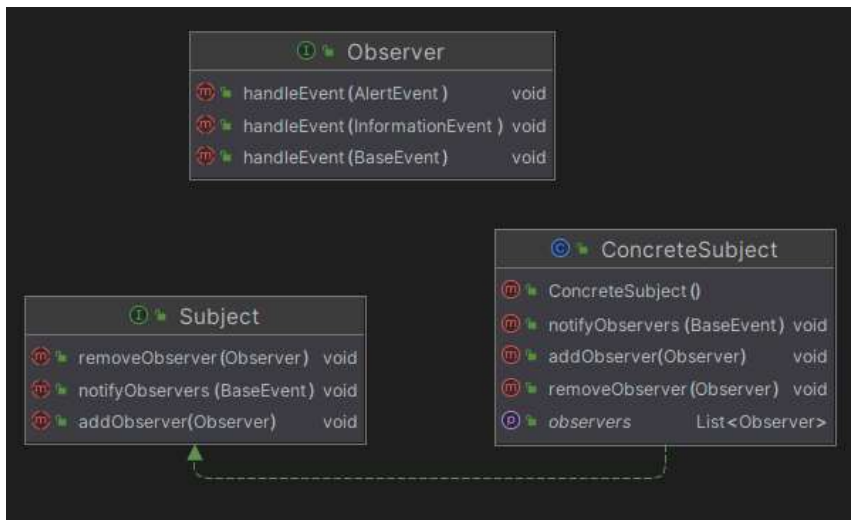 Observer
handleEvent(AlertEvent) void
handleEvent(InformationEvent) void
handleEvent(BaseEvent) void
ConcreteSubject
ConcreteSubject()
notifyObservers(BaseEvent) void
addObserver(Observer) void
removeObserver(Observer) void
observers List<Observer>
Subject
removeObserver(Observer) void
notifyObservers(BaseEvent) void
addObserver(Observer) void